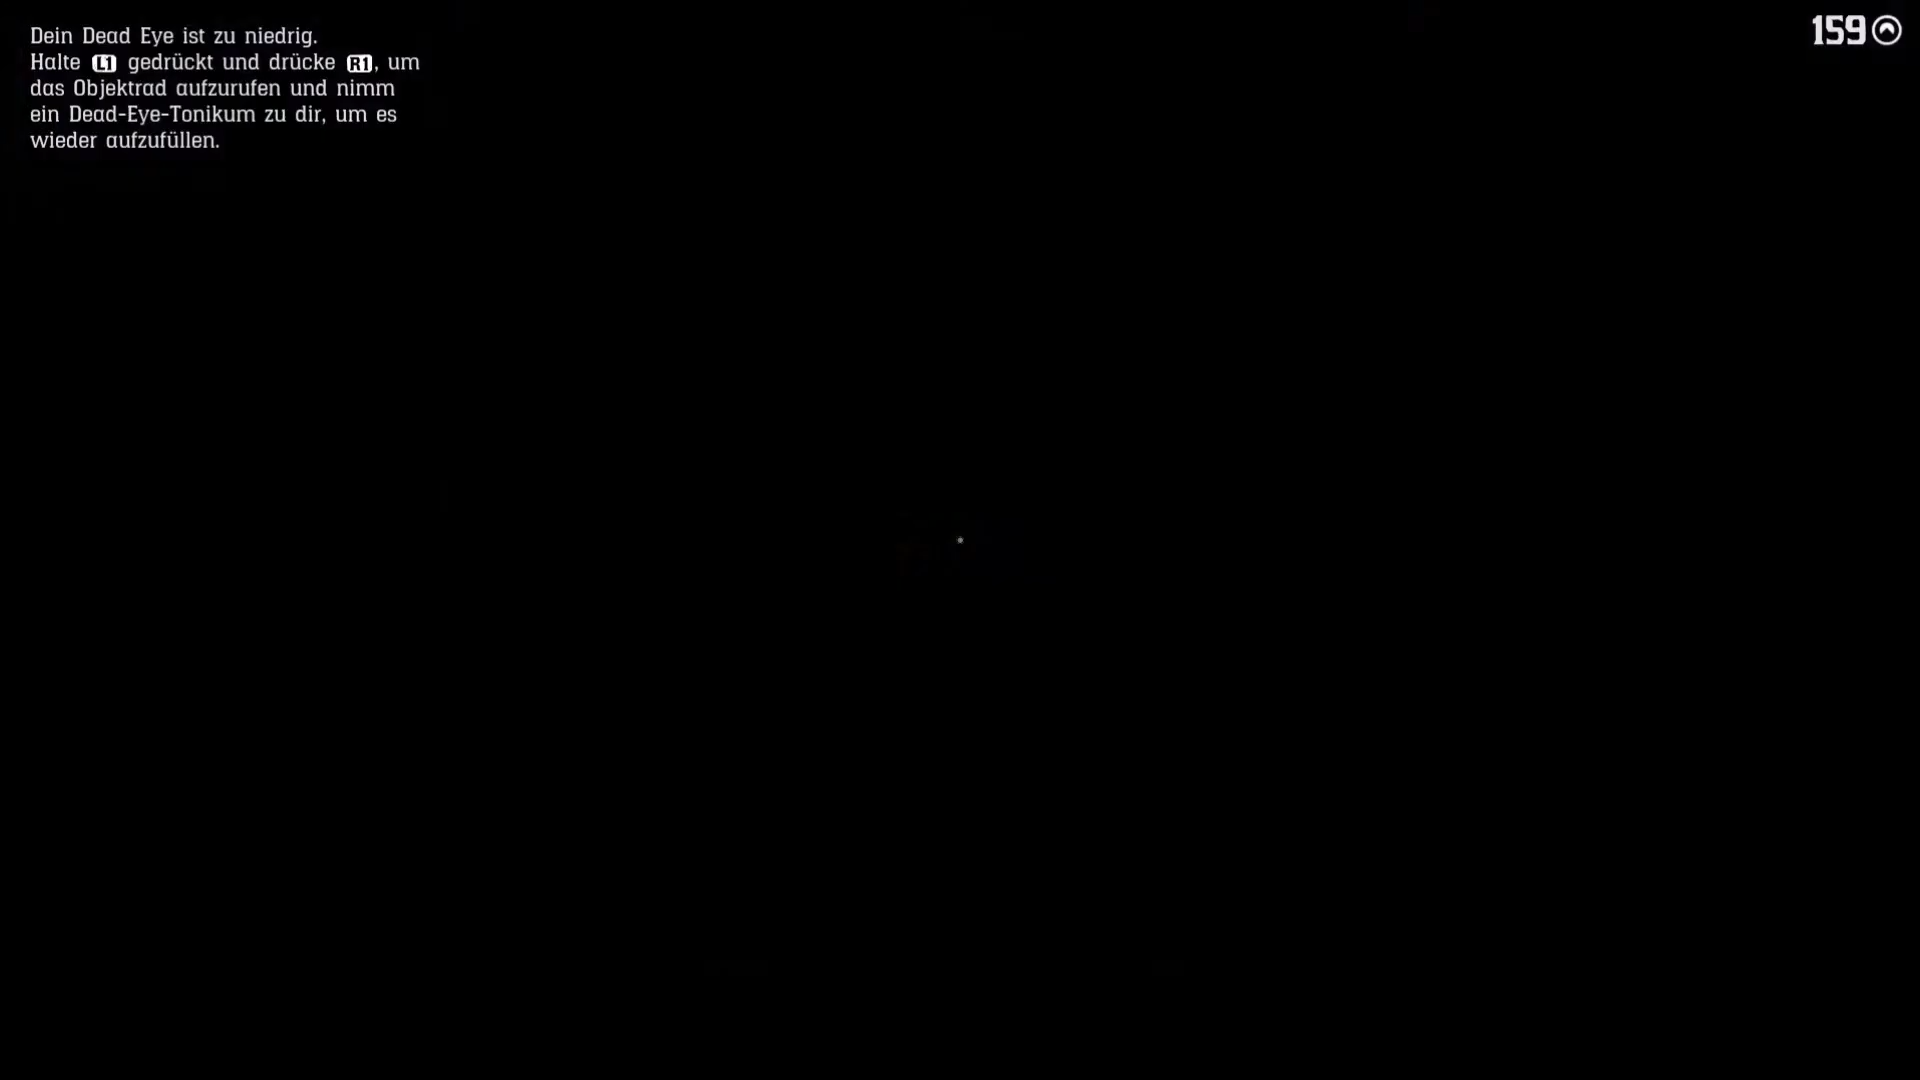 Dein Dead Eye ist zu niedrig.
Halte L1 gedrückt und drücke R1, um
das Objektrad aufzurufen und nimm
ein Dead-Eye-Tonikum zu dir, um es
wieder aufzufüllen.
159